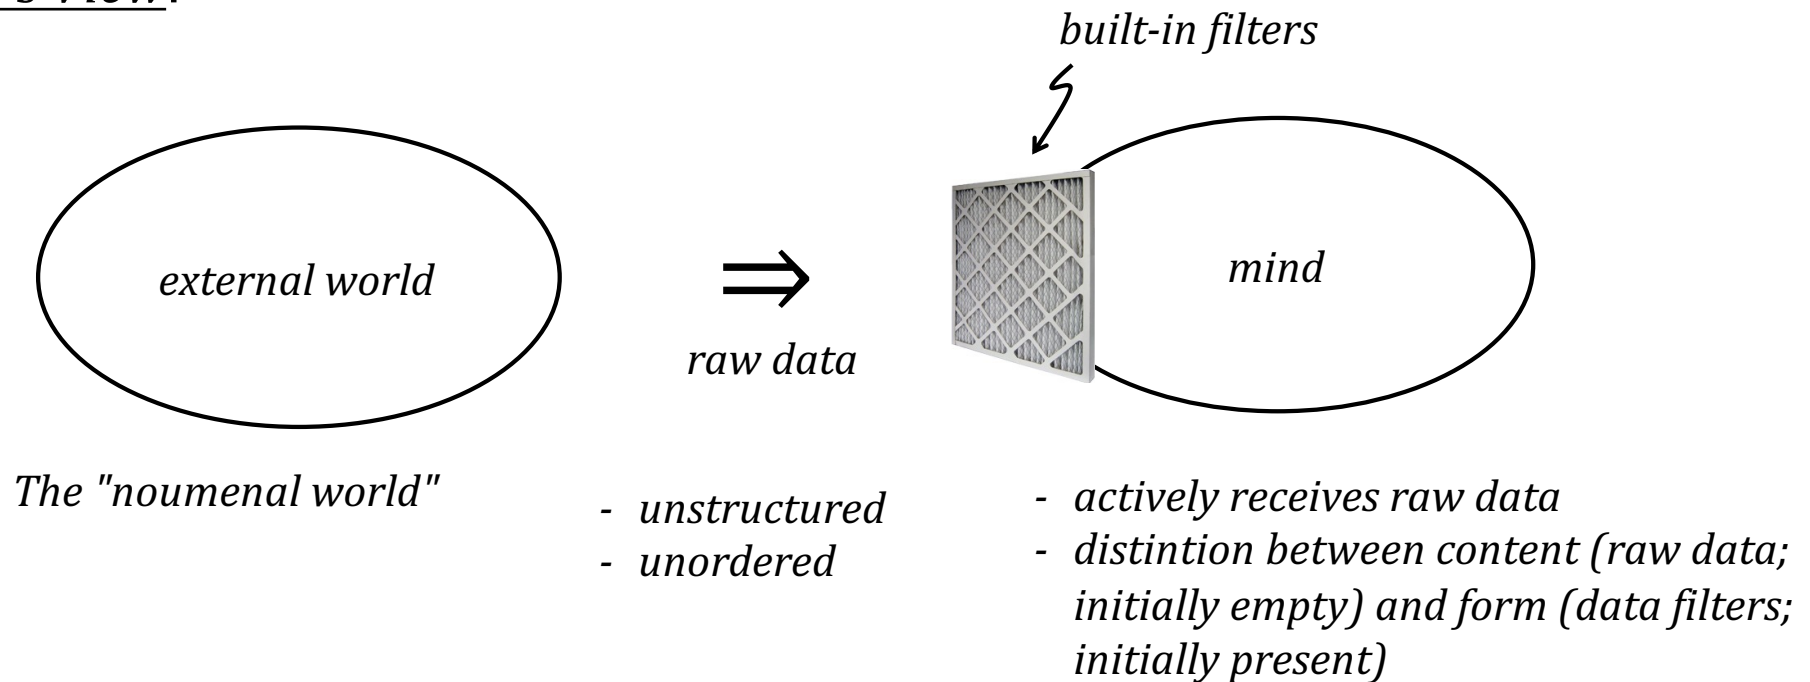 's View:
built-in filters
external world
⇒
mind
raw data
The "noumenal world"
- unstructured
- unordered
- actively receives raw data
- distintion between content (raw data;
initially empty) and form (data filters;
initially present)